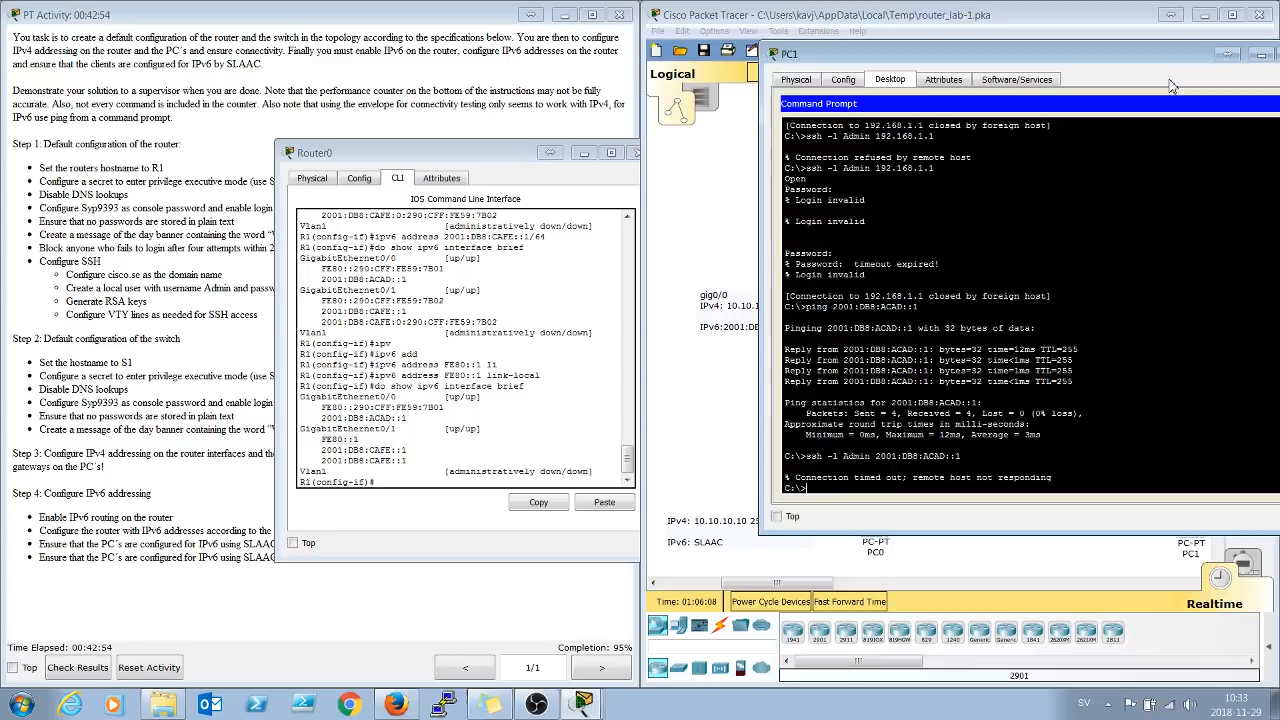 PT Activity: 00:42:54
You task is to create a default configuration of the router and the switch in the topology according to the specifications below. You are then to configure
IPv4 addressing on the router and the PC´s and ensure connectivity. Finally you must enable IPv6 on the router, configure IPv6 addresses on the router
and ensure that the clients are configured for IPv6 by SLAAC.
Demonstrate your solution to a supervisor when you are done. Note that the performance counter on the bottom of the instructions may not be fully
accurate. Also, not every command is included in the counter. Also note that using the envelope for connectivity testing only seems to work with IPv4, for
IPv6 use ping from a command prompt.
Step 1: Default configuration of the router:
Set the routers hostname to R1
Configure a secret to enter privilege executive mode (use S
Disable DNS lookups
Configure Syp9393 as console password and enable login
Ensure that no passwords are stored in plain text
Create a message of the day banner containing the word "
Block anyone who fails to login after four attempts within 2
Configure SSH
Configure cisco.se as the domain name
Create a local user with username Admin and passw
Generate RSA keys
Configure VTY lines as needed for SSH access
Step 2: Default configuration of the switch
Set the hostname to S1
Configure a secret to enter privilege executive mode (use S
Disable DNS lookups
Configure Syp9393 as console password and enable login
Ensure that no passwords are stored in plain text
Create a message of the day banner containing the word "
Step 3: Configure IPv4 addressing on the router interfaces and the
gateways on the PC´s!
Step 4: Configure IPv6 addressing
Enable IPv6 routing on the router
Configure the router with IPv6 addresses according to the
Ensure that the PC´s are configured for IPv6 using SLAAC
Ensure that the PC´s are configured for IPv6 using SLAAC
Time Elapsed: 00:42:54
Completion: 95%
Top
Check Results
Reset Activity
<
1/1
>
Router0
Physical
Config
CLI
Attributes
IOS Command Line Interface
2001:DB8:CAFE:0:290:CFF:FE59:7B02
Vlan1 [administratively down/down]
R1(config-if)#ipv6 address 2001:DB8:CAFE::1/64
R1(config-if)#do show ipv6 interface brief
GigabitEthernet0/0 [up/up]
FE80::290:CFF:FE59:7B01
2001:DB8:ACAD::1
GigabitEthernet0/1 [up/up]
FE80::290:CFF:FE59:7B02
2001:DB8:CAFE::1
2001:DB8:CAFE:0:290:CFF:FE59:7B02
Vlan1 [administratively down/down]
R1(config-if)#ipv
R1(config-if)#ipv6 add
R1(config-if)#ipv6 address FE80::1 li
R1(config-if)#ipv6 address FE80::1 link-local
R1(config-if)#do show ipv6 interface brief
GigabitEthernet0/0 [up/up]
FE80::290:CFF:FE59:7B01
2001:DB8:ACAD::1
GigabitEthernet0/1 [up/up]
FE80::1
2001:DB8:CAFE::1
2001:DB8:CAFE::1
Vlan1 [administratively down/down]
R1(config-if)#
Copy
Paste
Top
Cisco Packet Tracer - C:\Users\kavj\AppData\Local\Temp\router_lab-1.pka
File Edit Options View Tools Extensions Help
Logical
gig0/0
IPv4: 10.10.1
IPv6:2001:DB
IPv4: 10.10.10.10 25
IPv6: SLAAC
PC-PT
PC0
PC-PT
PC1
PC1
Physical
Config
Desktop
Attributes
Software/Services
Command Prompt
[Connection to 192.168.1.1 closed by foreign host]
C:\>ssh -l Admin 192.168.1.1
% Connection refused by remote host
C:\>ssh -l Admin 192.168.1.1
Open
Password:
% Login invalid
% Login invalid
Password:
% Password: timeout expired!
% Login invalid
[Connection to 192.168.1.1 closed by foreign host]
C:\>ping 2001:DB8:ACAD::1
Pinging 2001:DB8:ACAD::1 with 32 bytes of data:
Reply from 2001:DB8:ACAD::1: bytes=32 time=12ms TTL=255
Reply from 2001:DB8:ACAD::1: bytes=32 time<1ms TTL=255
Reply from 2001:DB8:ACAD::1: bytes=32 time=1ms TTL=255
Reply from 2001:DB8:ACAD::1: bytes=32 time<1ms TTL=255
Ping statistics for 2001:DB8:ACAD::1:
Packets: Sent = 4, Received = 4, Lost = 0 (0% loss),
Approximate round trip times in milli-seconds:
Minimum = 0ms, Maximum = 12ms, Average = 3ms
C:\>ssh -l Admin 2001:DB8:ACAD::1
% Connection timed out; remote host not responding
C:\>
Top
Time: 01:06:08
Power Cycle Devices
Fast Forward Time
Realtime
1941 2901 2911 819IOX 819HGW 829 1240 Generic Generic 1841 2620XM 2621XM 2811
2901
SV
10:33
2018-11-29